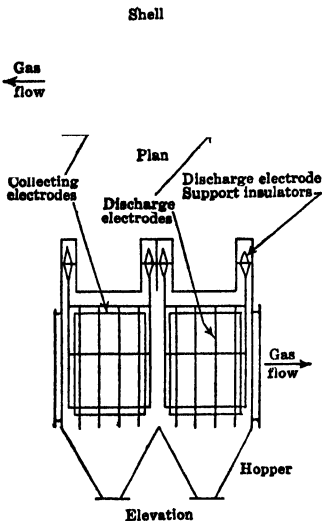 Shell
Gas
flow
Plan
Collecting
electrodes
Discharge
electrodes
Discharge electrode
Support insulators
Gas
flow
Hopper
Elevation